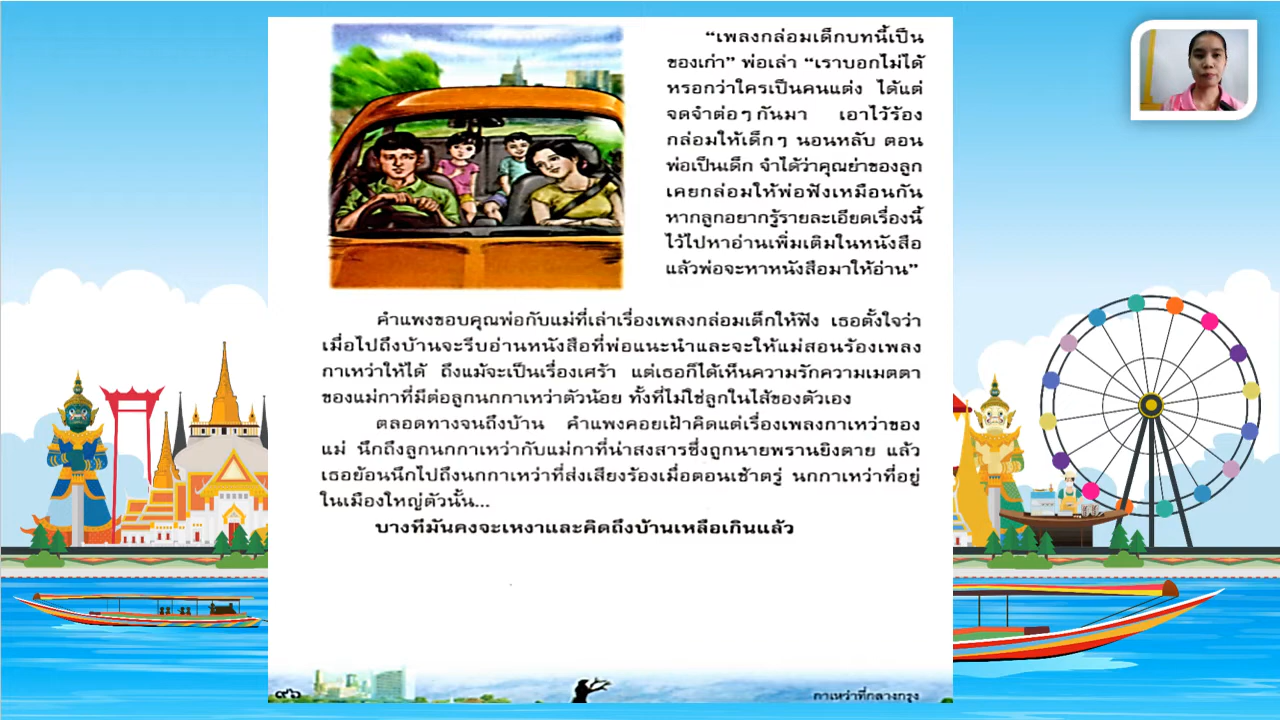 “เพลงกล่อมเด็กบทนี้เป็น
ของเก่า” พ่อเล่า “เราบอกไม่ได้
หรอกว่าใครเป็นคนแต่ง ได้แต่
จดจำต่อๆ กันมา เอาไว้ร้อง
กล่อมให้เด็กๆ นอนหลับ ตอน
พ่อเป็นเด็ก จำได้ว่าคุณย่าของลูก
เคยกล่อมให้พ่อฟังเหมือนกัน
หากลูกอยากรู้รายละเอียดเรื่องนี้
ไว้ไปหาอ่านเพิ่มเติมในหนังสือ
แล้วพ่อจะหาหนังสือมาให้อ่าน”
คำแพงขอบคุณพ่อกับแม่ที่เล่าเรื่องเพลงกล่อมเด็กให้ฟัง เธอตั้งใจว่า
เมื่อไปถึงบ้านจะรีบอ่านหนังสือที่พ่อแนะนำและจะให้แม่สอนร้องเพลง
กาเหว่าให้ได้ ถึงแม้จะเป็นเรื่องเศร้า แต่เธอก็ได้เห็นความรักความเมตตา
ของแม่กาที่มีต่อลูกนกกาเหว่าตัวน้อย ทั้งที่ไม่ใช่ลูกในไส้ของตัวเอง
ตลอดทางจนถึงบ้าน คำแพงคอยเฝ้าคิดแต่เรื่องเพลงกาเหว่าของ
แม่ นึกถึงลูกนกกาเหว่ากับแม่กาที่น่าสงสารซึ่งถูกนายพรานยิงตาย แล้ว
เธอย้อนนึกไปถึงนกกาเหว่าที่ส่งเสียงร้องเมื่อตอนเช้าตรู่ นกกาเหว่าที่อยู่
ในเมืองใหญ่ตัวนั้น...
บางทีมันคงจะเหงาและคิดถึงบ้านเหลือเกินแล้ว
๙๖
กาเหว่าที่กลางกรุง